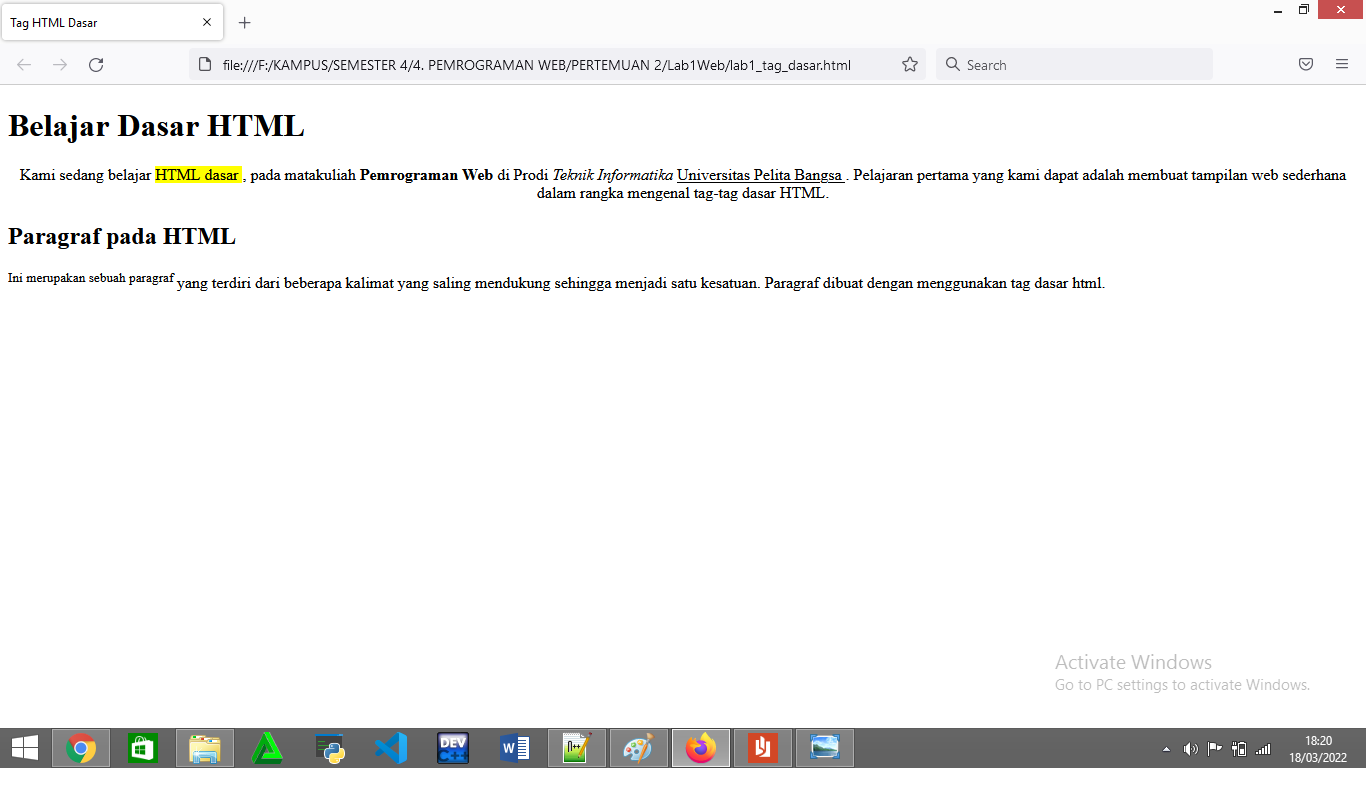 Tag HTML Dasar
file:///F:/KAMPUS/SEMESTER 4/4. PEMROGRAMAN WEB/PERTEMUAN 2/Lab1Web/lab1_tag_dasar.html
Search
Belajar Dasar HTML
Kami sedang belajar HTML dasar , pada matakuliah Pemrograman Web di Prodi Teknik Informatika Universitas Pelita Bangsa . Pelajaran pertama yang kami dapat adalah membuat tampilan web sederhana
dalam rangka mengenal tag-tag dasar HTML.
Paragraf pada HTML
Ini merupakan sebuah paragraf yang terdiri dari beberapa kalimat yang saling mendukung sehingga menjadi satu kesatuan. Paragraf dibuat dengan menggunakan tag dasar html.
Activate Windows
Go to PC settings to activate Windows.
DEV C++
W
n++
18:20
18/03/2022